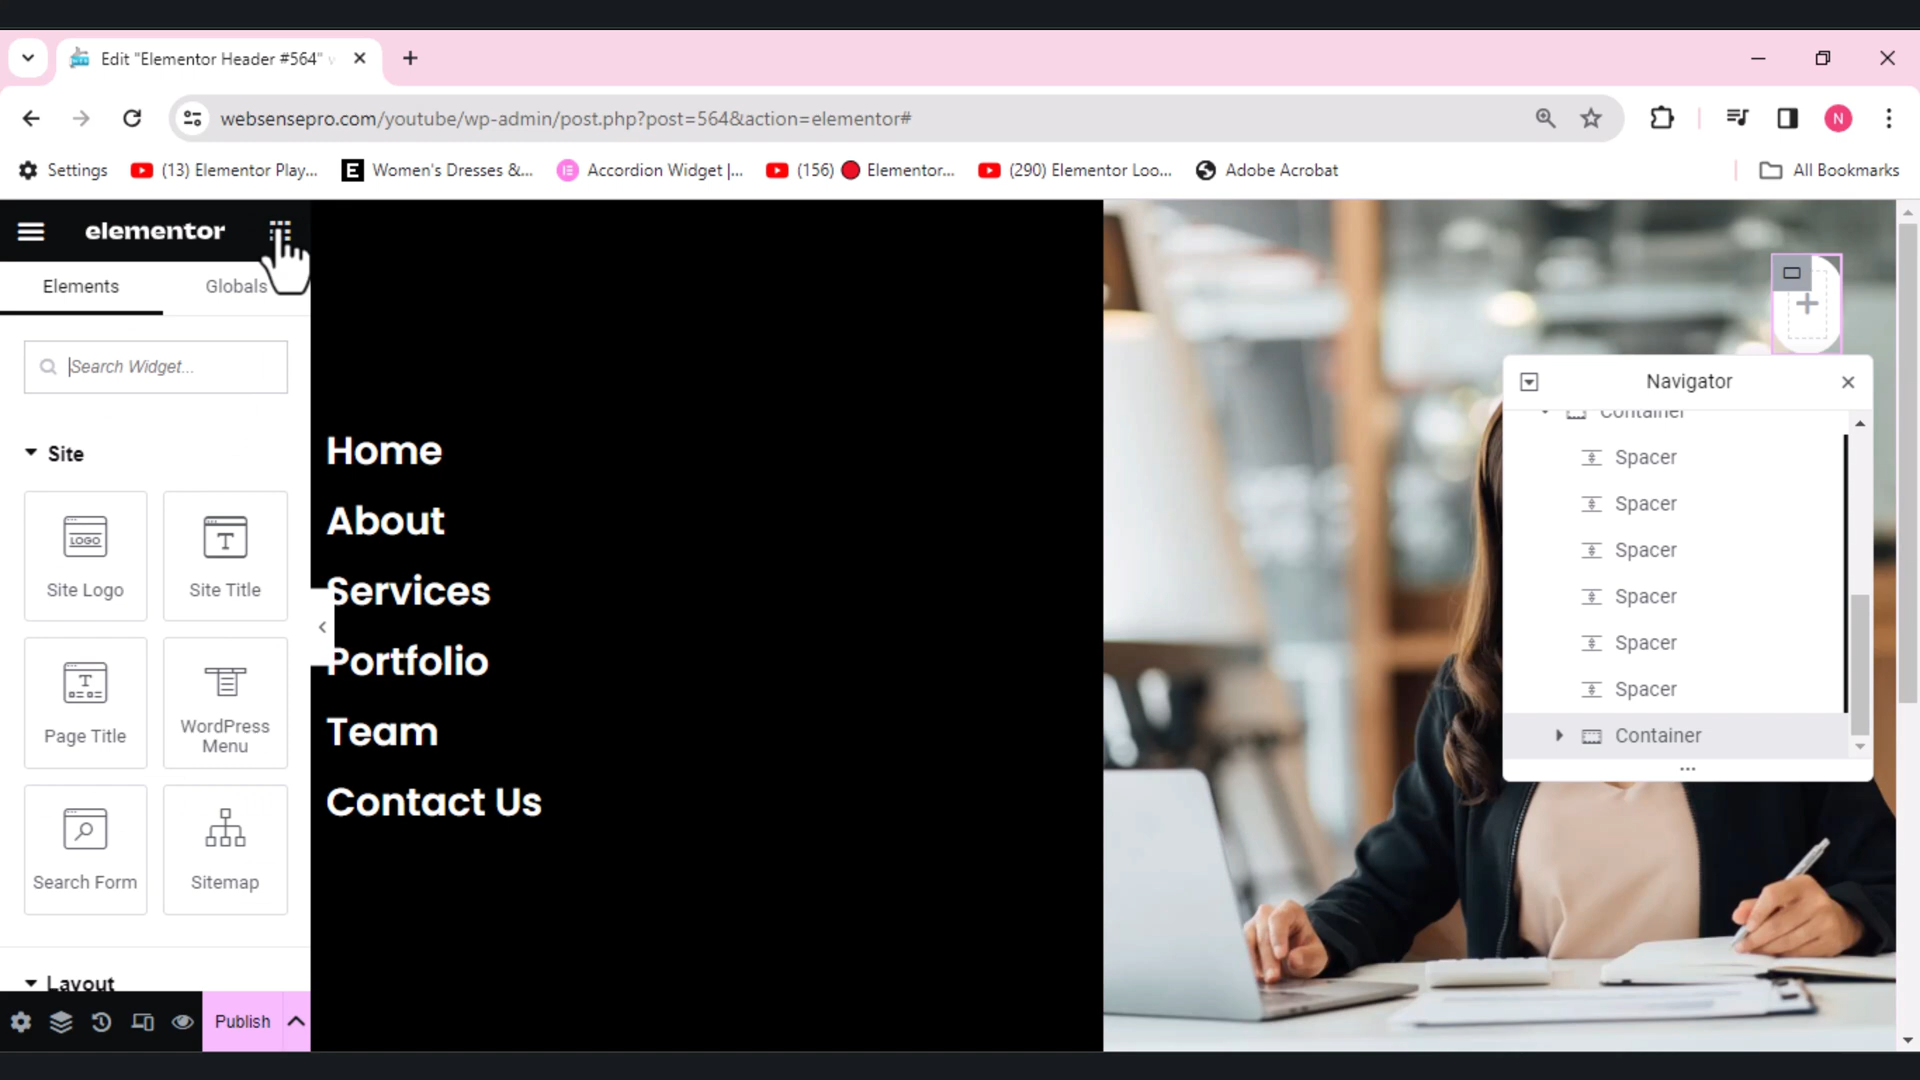 Edit "Elementor Header #564"
websensepro.com/youtube/wp-admin/post.php?post=564&action=elementor#
Settings
(13) Elementor Play...
Women's Dresses &...
Accordion Widget |...
(156)
Elementor...
(290) Elementor Loo...
Adobe Acrobat
All Bookmarks
N
elementor
Elements
Globals
Search Widget...
Site
LOGO
Site Logo
Site Title
Page Title
WordPress
Menu
Search Form
Sitemap
Layout
Publish
Home
About
Services
Portfolio
Team
Contact Us
Navigator
Container
Spacer
Spacer
Spacer
Spacer
Spacer
Spacer
Container